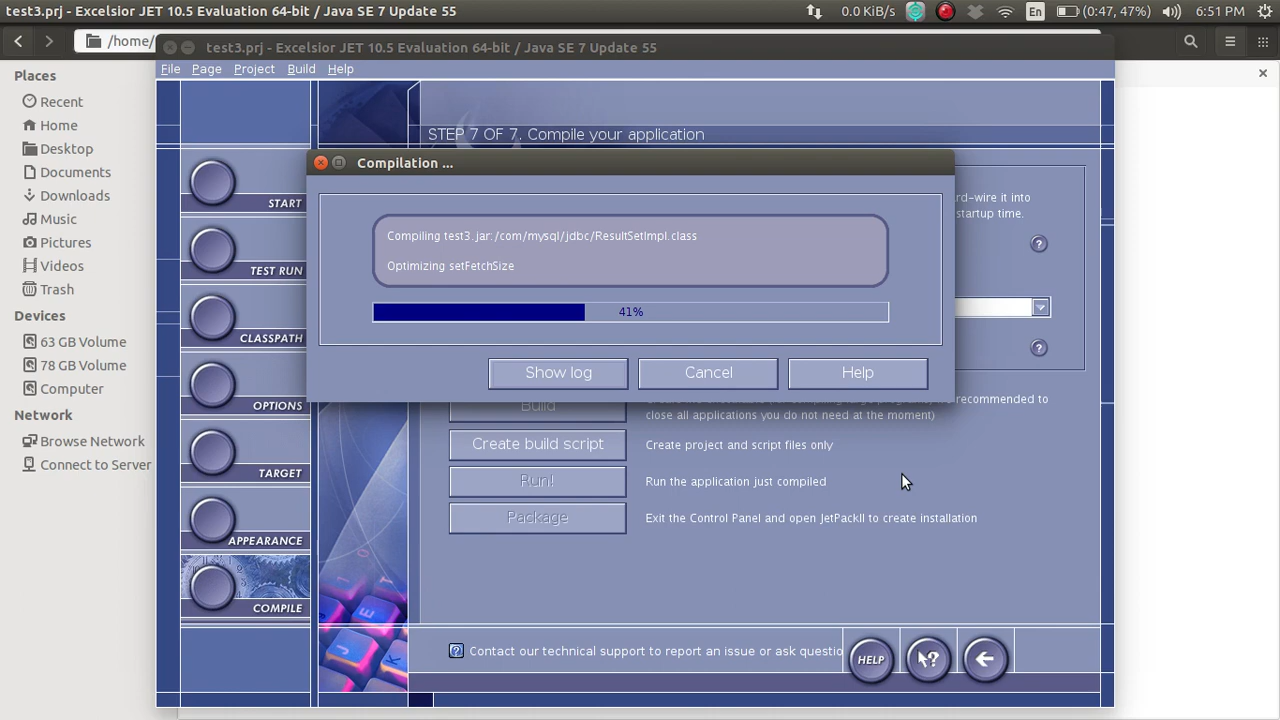 test3.prj - Excelsior JET 10.5 Evaluation 64-bit / Java SE 7 Update 55
0.0 KiB/s
En
(0:47, 47%)
6:51 PM
/home/
test3.prj - Excelsior JET 10.5 Evaluation 64-bit / Java SE 7 Update 55
File Page Project Build Help
Places
Recent
Home
Desktop
Documents
Downloads
Music
Pictures
Videos
Trash
Devices
63 GB Volume
78 GB Volume
Computer
Network
Browse Network
Connect to Server
START
TEST RUN
CLASSPATH
OPTIONS
TARGET
APPEARANCE
COMPILE
STEP 7 OF 7. Compile your application
rd-wire it into
startup time.
?
?
Compilation ...
Compiling test3.jar:/com/mysql/jdbc/ResultSetImpl.class
Optimizing setFetchSize
41%
Show log
Cancel
Help
Build
recommended to
close all applications you do not need at the moment)
Create build script
Create project and script files only
Run!
Run the application just compiled
Package
Exit the Control Panel and open JetPackII to create installation
? Contact our technical support to report an issue or ask questio
HELP
?